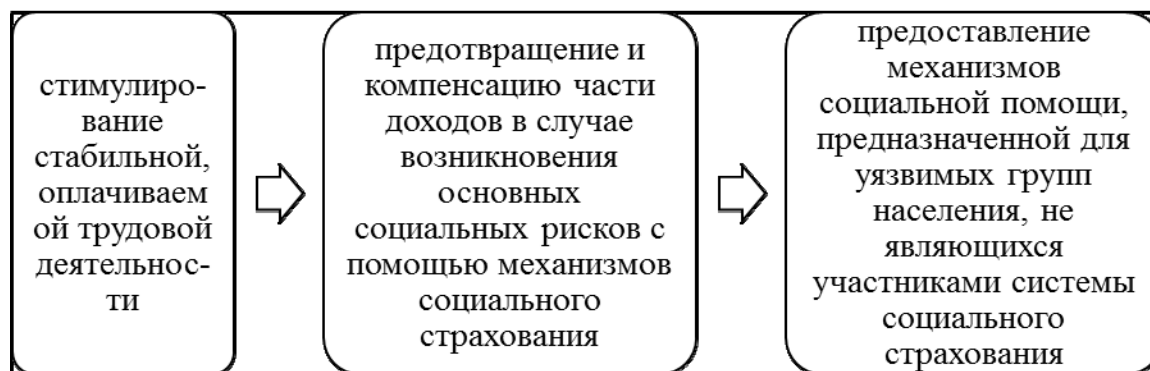 стимулиро-
вание
стабильной,
оплачиваем
ой трудовой
деятельнос-
ти
предотвращение и
компенсацию части
доходов в случае
возникновения
основных
социальных рисков с
помощью механизмов
социального
страхования
предоставление
механизмов
социальной помощи,
предназначенной для
уязвимых групп
населения, не
являющихся
участниками системы
социального
страхования